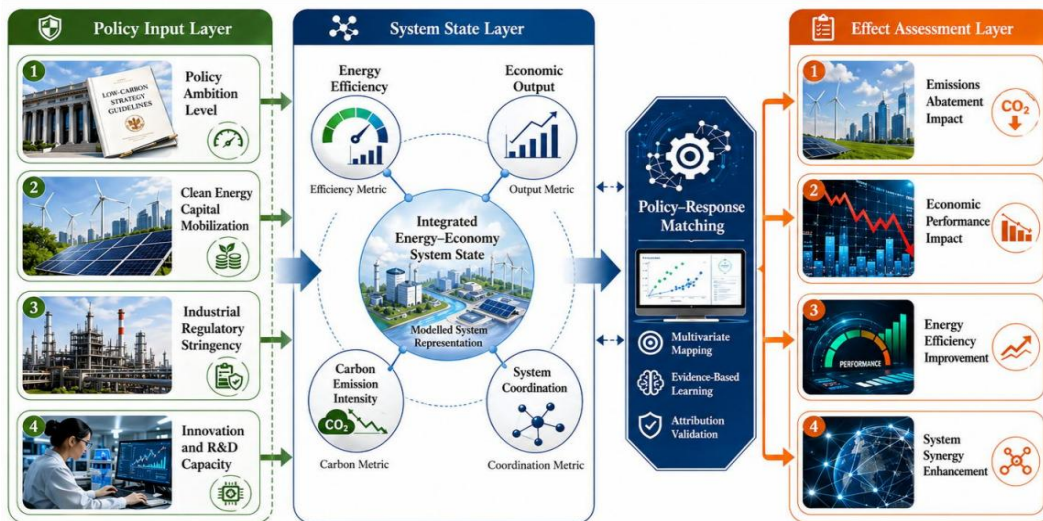 Policy Input Layer
1
LOW-CARBON
STRATEGY
GUIDELINES
Policy
Ambition
Level
2
Clean Energy
Capital
Mobilization
3
Industrial
Regulatory
Stringency
4
Innovation
and R&D
Capacity
System State Layer
Energy
Efficiency
Efficiency Metric
Economic
Output
Output Metric
Integrated
Energy–Economy
System State
Modelled System
Representation
Carbon
Emission
Intensity
CO₂
Carbon Metric
System
Coordination
Coordination Metric
Policy–Response
Matching
Multivariate
Mapping
Evidence-Based
Learning
Attribution
Validation
Effect Assessment Layer
1
Emissions
Abatement
Impact
CO₂
2
Economic
Performance
Impact
3
PERFORMANCE
Energy
Efficiency
Improvement
4
System
Synergy
Enhancement